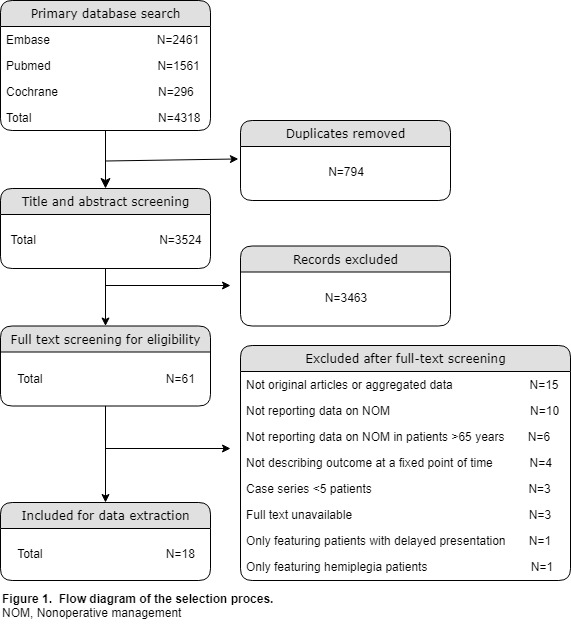 Primary database search
Embase N=2461
Pubmed N=1561
Cochrane N=296
Total N=4318
Duplicates removed
N=794
Title and abstract screening
Total N=3524
Records excluded
N=3463
Full text screening for eligibility
Total N=61
Excluded after full-text screening
Not original articles or aggregated data N=15
Not reporting data on NOM N=10
Not reporting data on NOM in patients >65 years N=6
Not describing outcome at a fixed point of time N=4
Case series <5 patients N=3
Full text unavailable N=3
Only featuring patients with delayed presentation N=1
Only featuring hemiplegia patients N=1
Included for data extraction
Total N=18
Figure 1. Flow diagram of the selection proces.
NOM, Nonoperative management